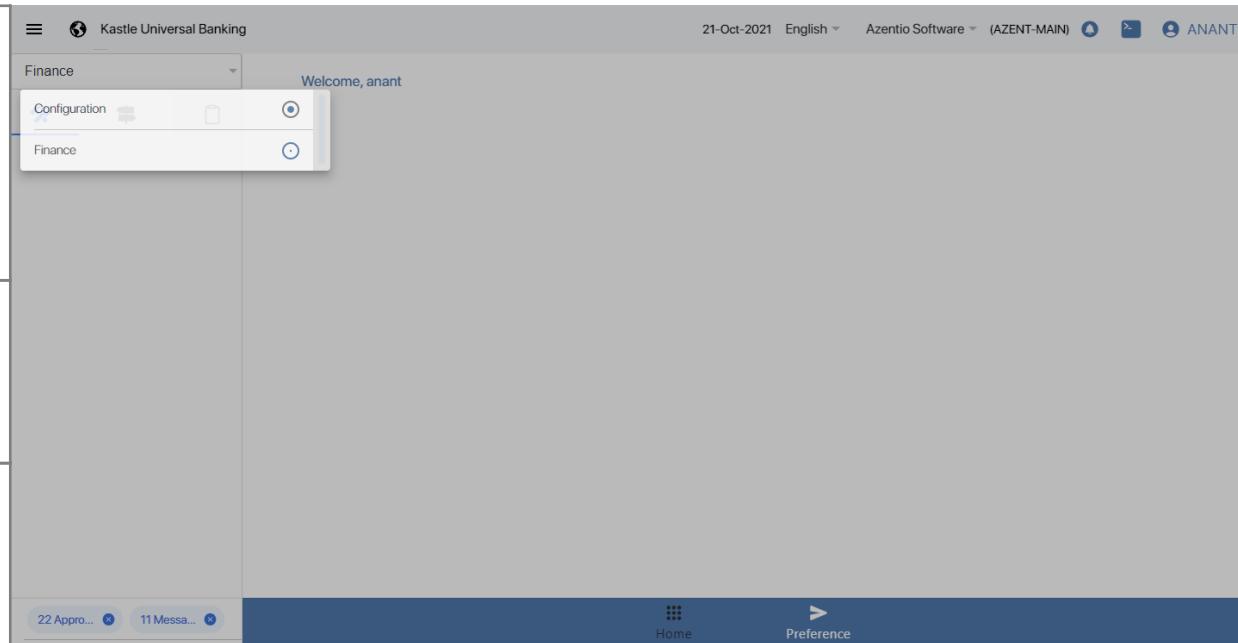 Kastle Universal Banking 21-Oct-2021 English Azentio Software (AZENT-MAIN) ANANT
Finance
Welcome, anant
Configuration
Finance
22 Appro... 11 Messa...
Home Preference